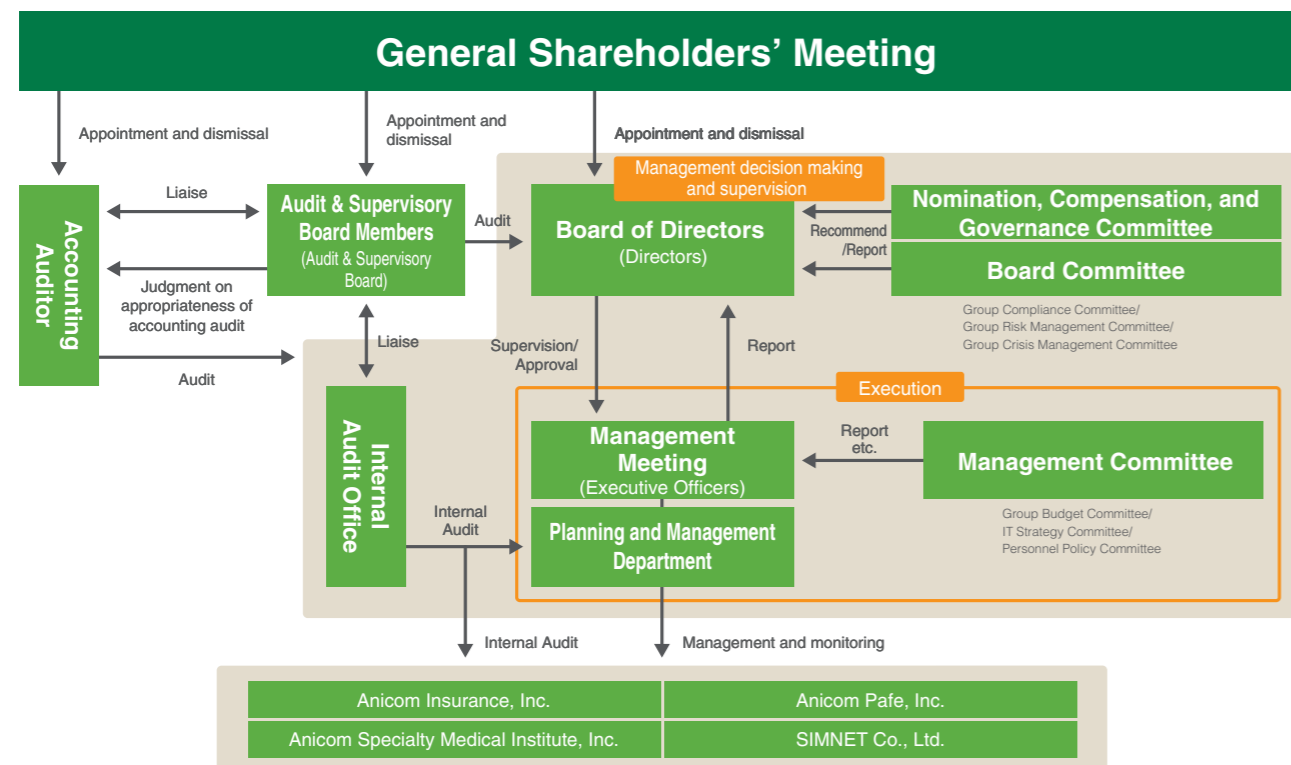 General Shareholders’ Meeting
Appointment and dismissal
Appointment and
dismissal
Appointment and dismissal
Management decision making
and supervision
Accounting
Auditor
Liaise
Audit & Supervisory
Board Members
(Audit & Supervisory
Board)
Audit
Board of Directors
(Directors)
Recommend
/Report
Nomination, Compensation, and
Governance Committee
Board Committee
Group Compliance Committee/
Group Risk Management Committee/
Group Crisis Management Committee
Judgment on
appropriateness of
accounting audit
Audit
Liaise
Supervision/
Approval
Report
Execution
Internal
Audit Office
Internal
Audit
Management
Meeting
(Executive Officers)
Report
etc.
Management Committee
Group Budget Committee/
IT Strategy Committee/
Personnel Policy Committee
Planning and Management
Department
Internal Audit
Management and monitoring
Anicom Insurance, Inc.
Anicom Pafe, Inc.
Anicom Specialty Medical Institute, Inc.
SIMNET Co., Ltd.